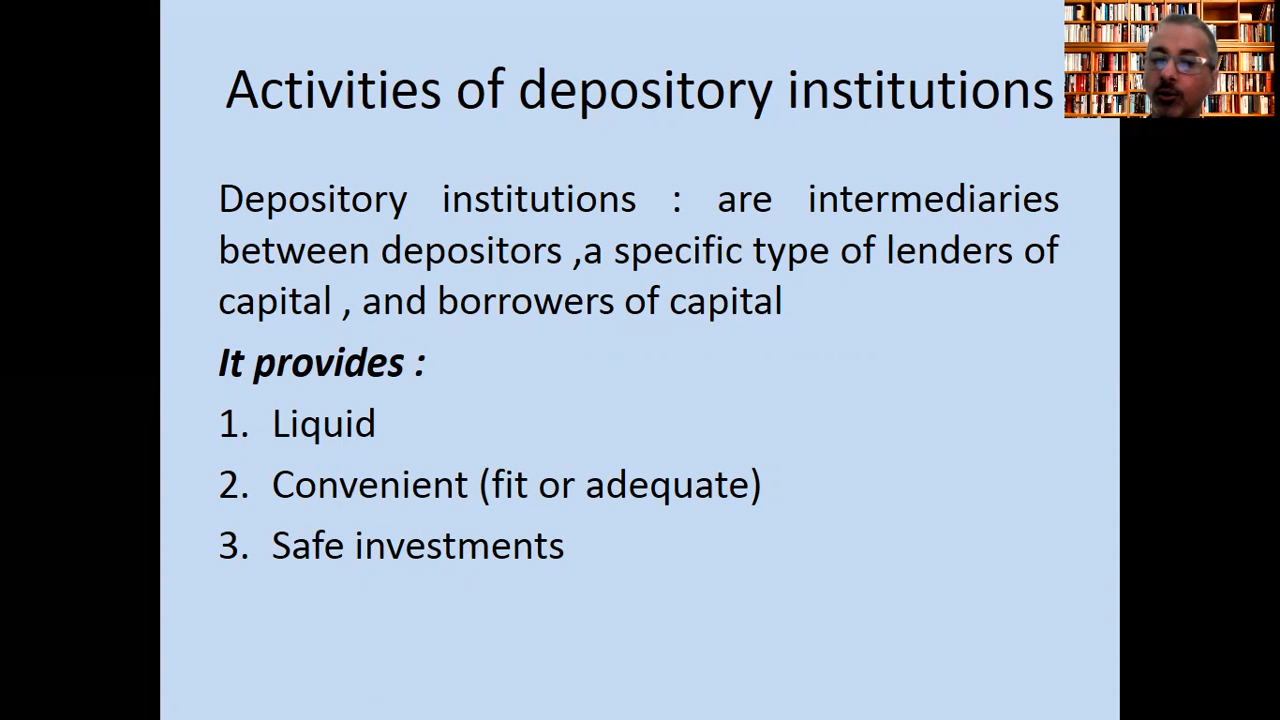 Activities of depository institutions
Depository institutions : are intermediaries
between depositors ,a specific type of lenders of
capital , and borrowers of capital
It provides :
1. Liquid
2. Convenient (fit or adequate)
3. Safe investments